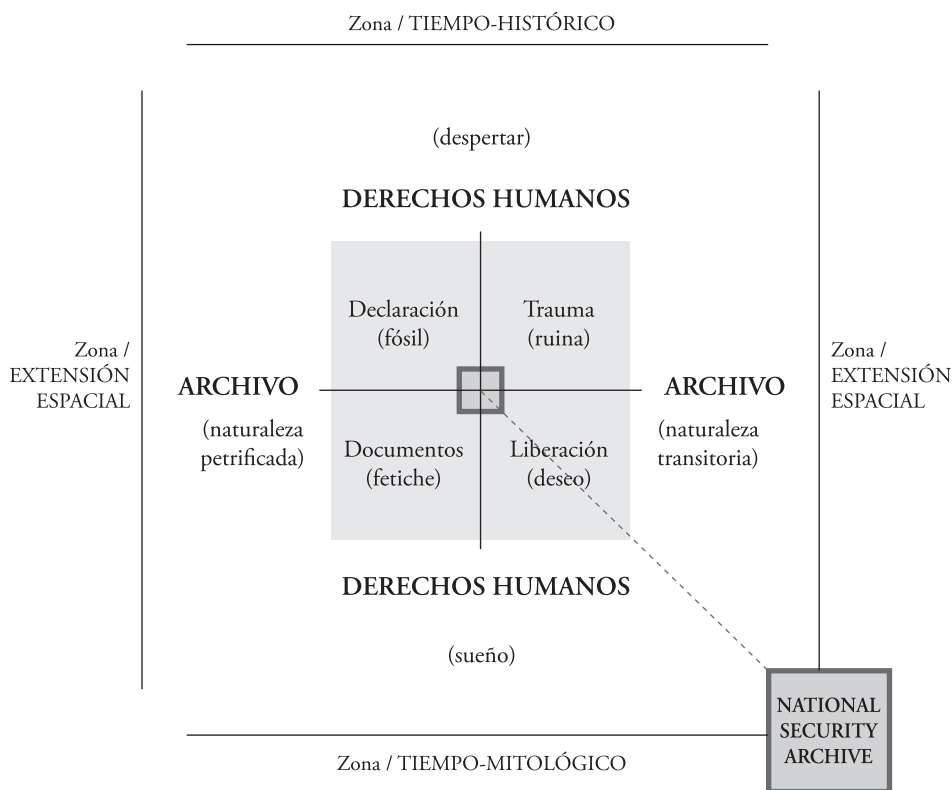 Zona / TIEMPO-HISTÓRICO
(despertar)
DERECHOS HUMANOS
Declaración
(fósil)
Trauma
(ruina)
Zona /
EXTENSIÓN
ESPACIAL
ARCHIVO
(naturaleza
petrificada)
ARCHIVO
(naturaleza
transitoria)
Zona /
EXTENSIÓN
ESPACIAL
Documentos
(fetiche)
Liberación
(deseo)
DERECHOS HUMANOS
(sueño)
NATIONAL
SECURITY
ARCHIVE
Zona / TIEMPO-MITOLÓGICO